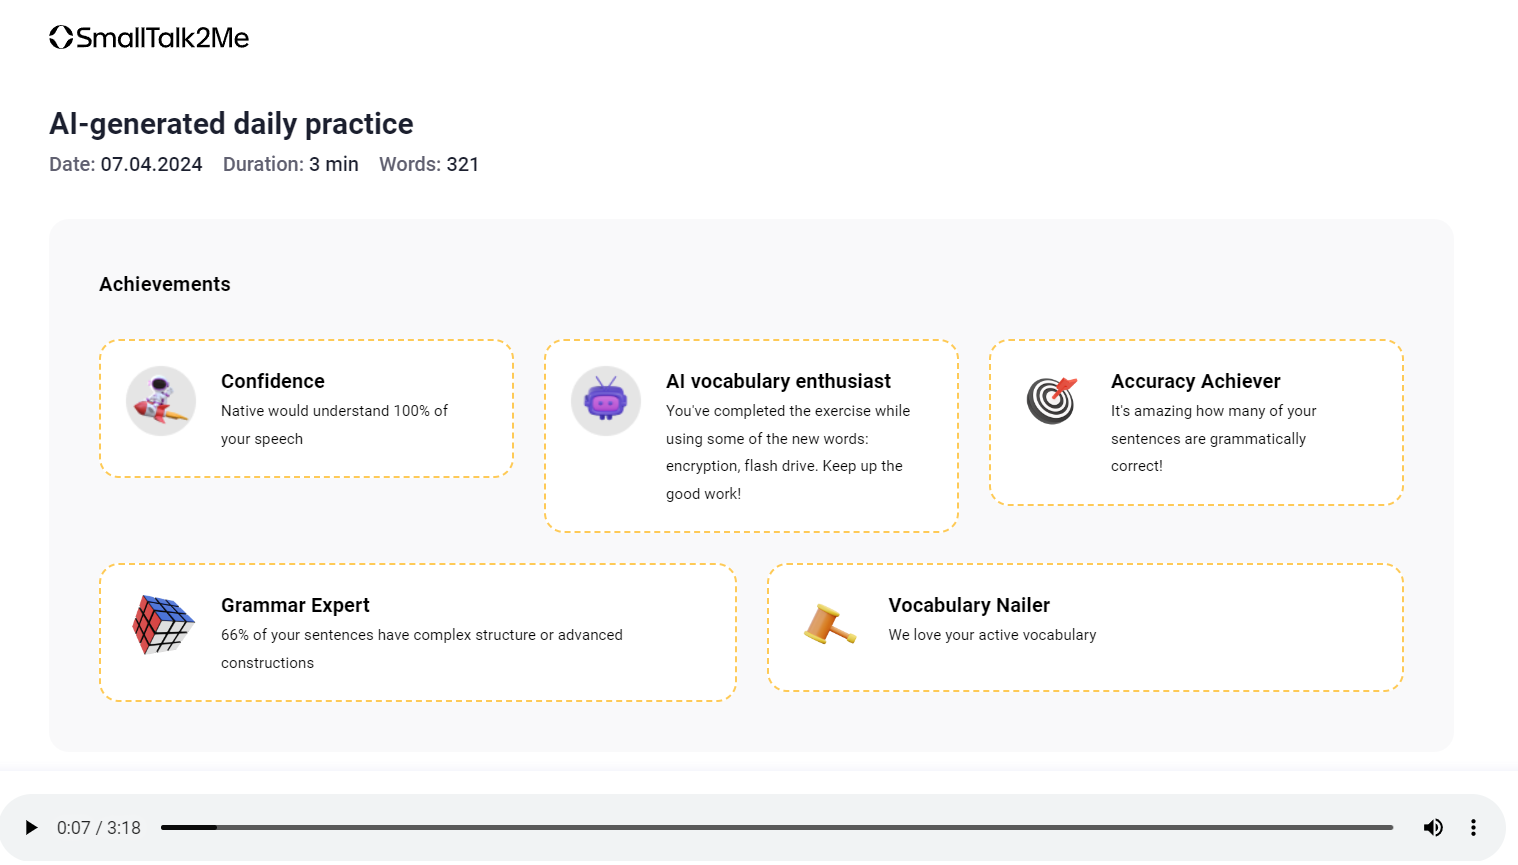 SmallTalk2Me
AI-generated daily practice
Date: 07.04.2024 Duration: 3 min Words: 321
Achievements
Confidence
Native would understand 100% of
your speech
AI vocabulary enthusiast
You've completed the exercise while
using some of the new words:
encryption, flash drive. Keep up the
good work!
Accuracy Achiever
It's amazing how many of your
sentences are grammatically
correct!
Grammar Expert
66% of your sentences have complex structure or advanced
constructions
Vocabulary Nailer
We love your active vocabulary
0:07 / 3:18